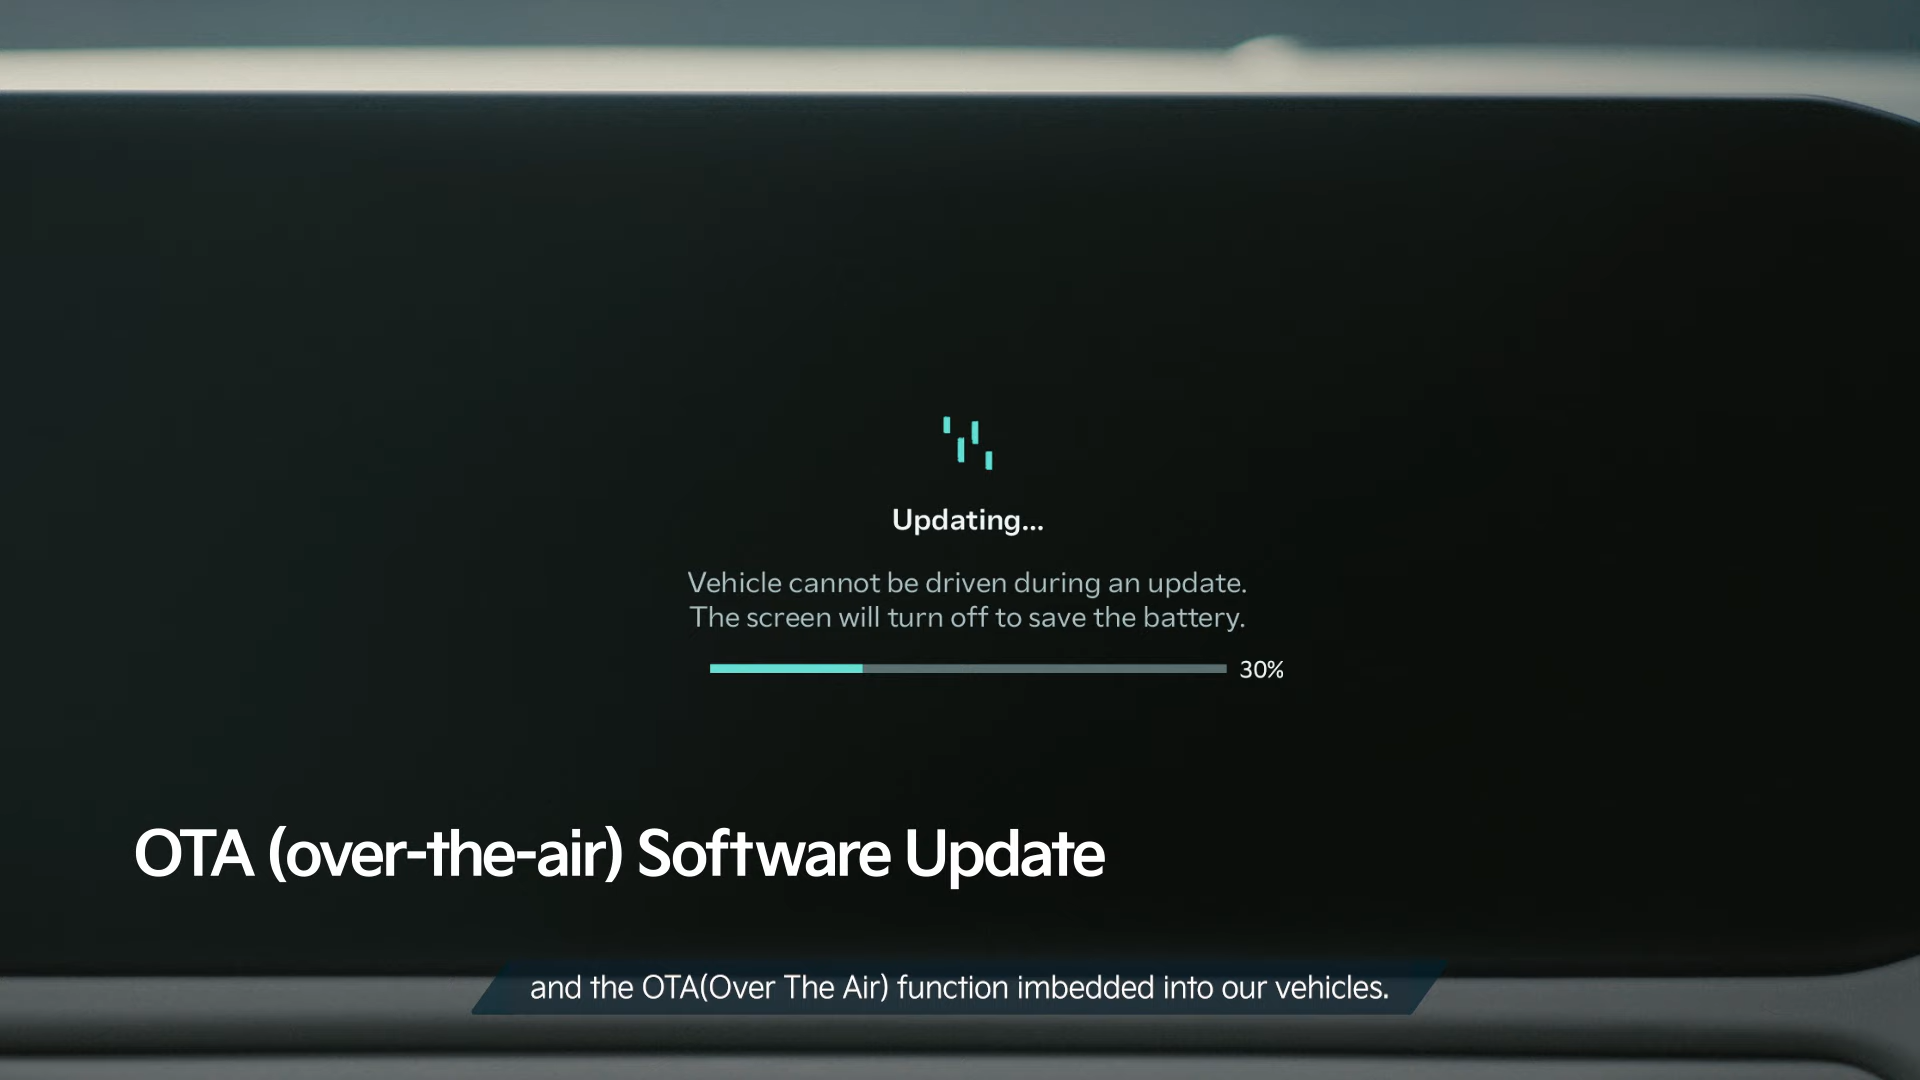 Updating...
Vehicle cannot be driven during an update.
The screen will turn off to save the battery.
30%
OTA (over-the-air) Software Update
and the OTA(Over The Air) function imbedded into our vehicles.